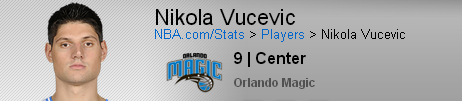 Nikola Vucevic
NBA.com/Stats > Players > Nikola Vucevic
ORLANDO
MAGIC
9 | Center
Orlando Magic